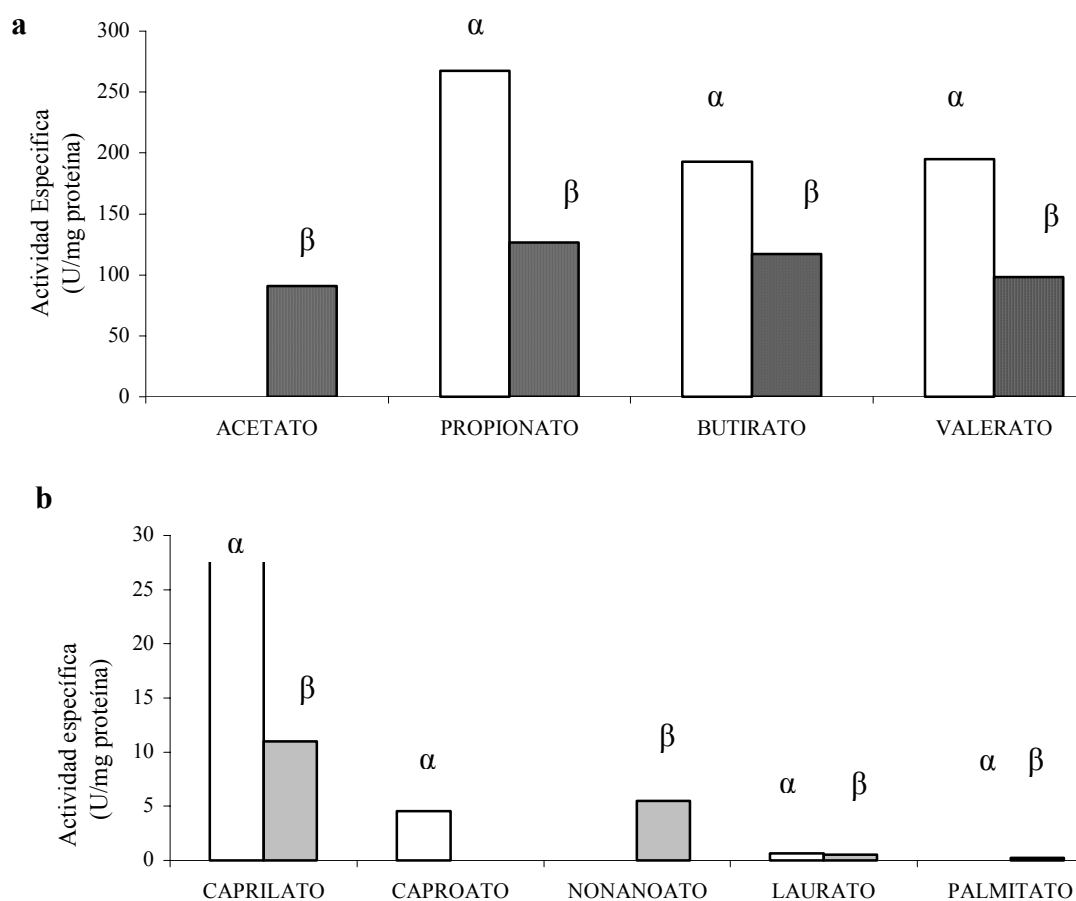 a
Actividad Especifica
(U/mg proteína)
300
250
200
150
100
50
0
α
α
α
β
β
β
β
ACETATO
PROPIONATO
BUTIRATO
VALERATO
b
Actividad específica
(U/mg proteína)
30
25
20
15
10
5
0
α
β
α
β
α
β
α
β
CAPRILATO
CAPROATO
NONANOATO
LAURATO
PALMITATO